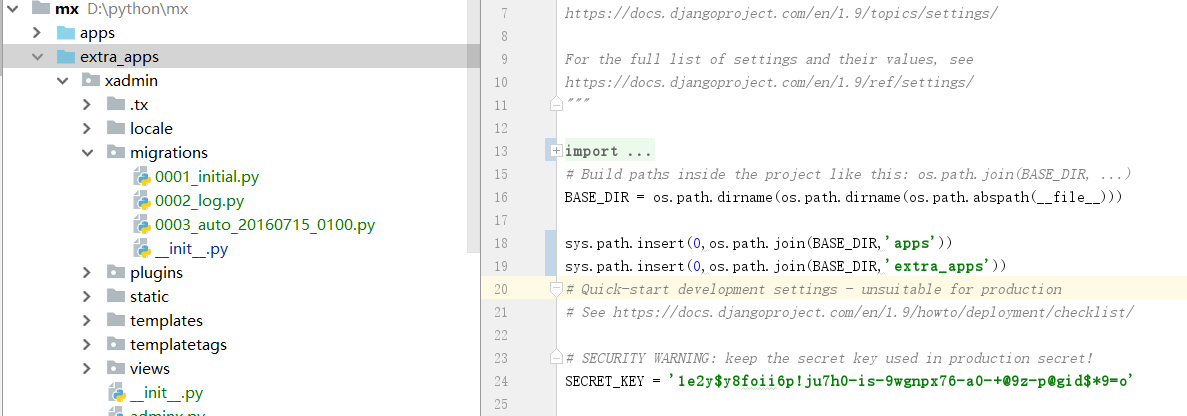 mx D:\python\mx
apps
extra_apps
xadmin
.tx
locale
migrations
0001_initial.py
0002_log.py
0003_auto_20160715_0100.py
__init__.py
plugins
static
templates
templatetags
views
__init__.py
adminx.py
7 https://docs.djangoproject.com/en/1.9/topics/settings/
8
9 For the full list of settings and their values, see
10 https://docs.djangoproject.com/en/1.9/ref/settings/
11 """
12
13 import ...
15 # Build paths inside the project like this: os.path.join(BASE_DIR, ...)
16 BASE_DIR = os.path.dirname(os.path.dirname(os.path.abspath(__file__)))
17
18 sys.path.insert(0,os.path.join(BASE_DIR,'apps'))
19 sys.path.insert(0,os.path.join(BASE_DIR,'extra_apps'))
20 # Quick-start development settings - unsuitable for production
21 # See https://docs.djangoproject.com/en/1.9/howto/deployment/checklist/
22
23 # SECURITY WARNING: keep the secret key used in production secret!
24 SECRET_KEY = '1e2y$y8foii6p!ju7h0-is-9wgnpx76-a0-+@9z-p@gid$*9=o'
25